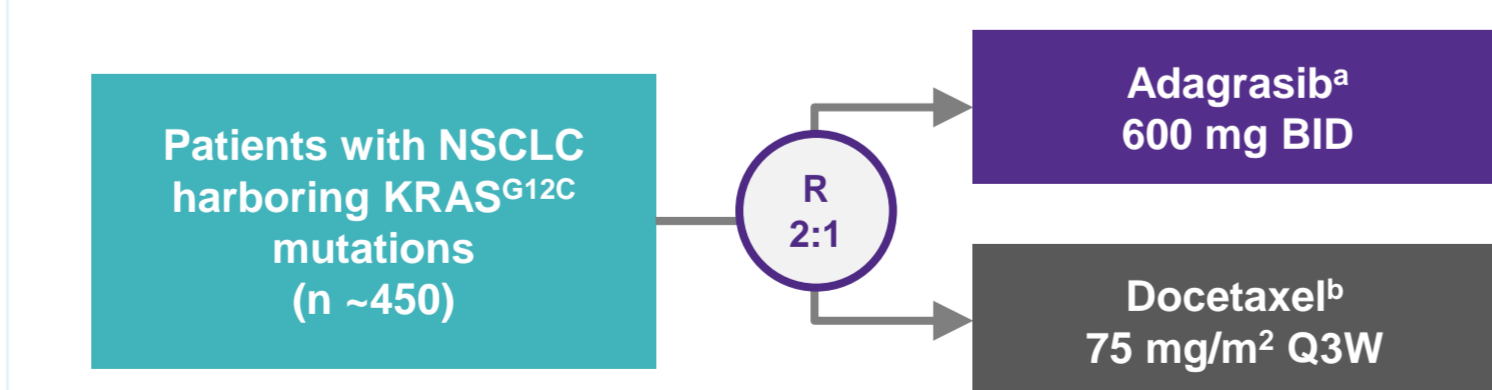 Patients with NSCLC
harboring KRASᴳ¹²ᶜ
mutations
(n ~450)
R
2:1
Adagrasibᵃ
600 mg BID
Docetaxelᵇ
75 mg/m² Q3W